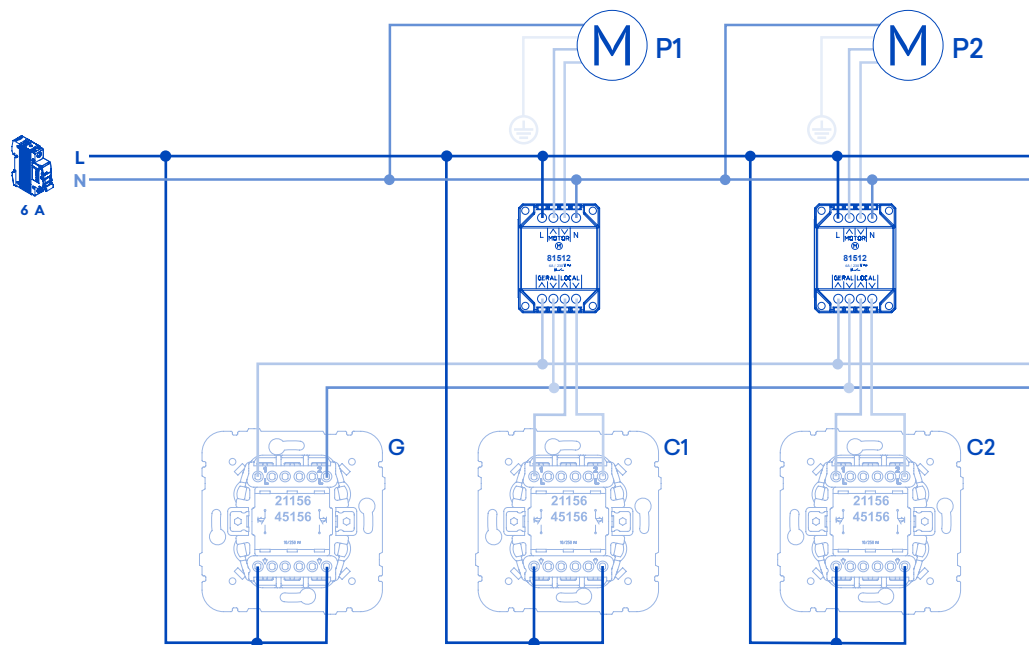 M P1
M P2
L
N
6 A
L MOTOR N
M
81512
GERAL LOCAL
L MOTOR N
M
81512
GERAL LOCAL
G
C1
C2
21156
45156
21156
45156
21156
45156